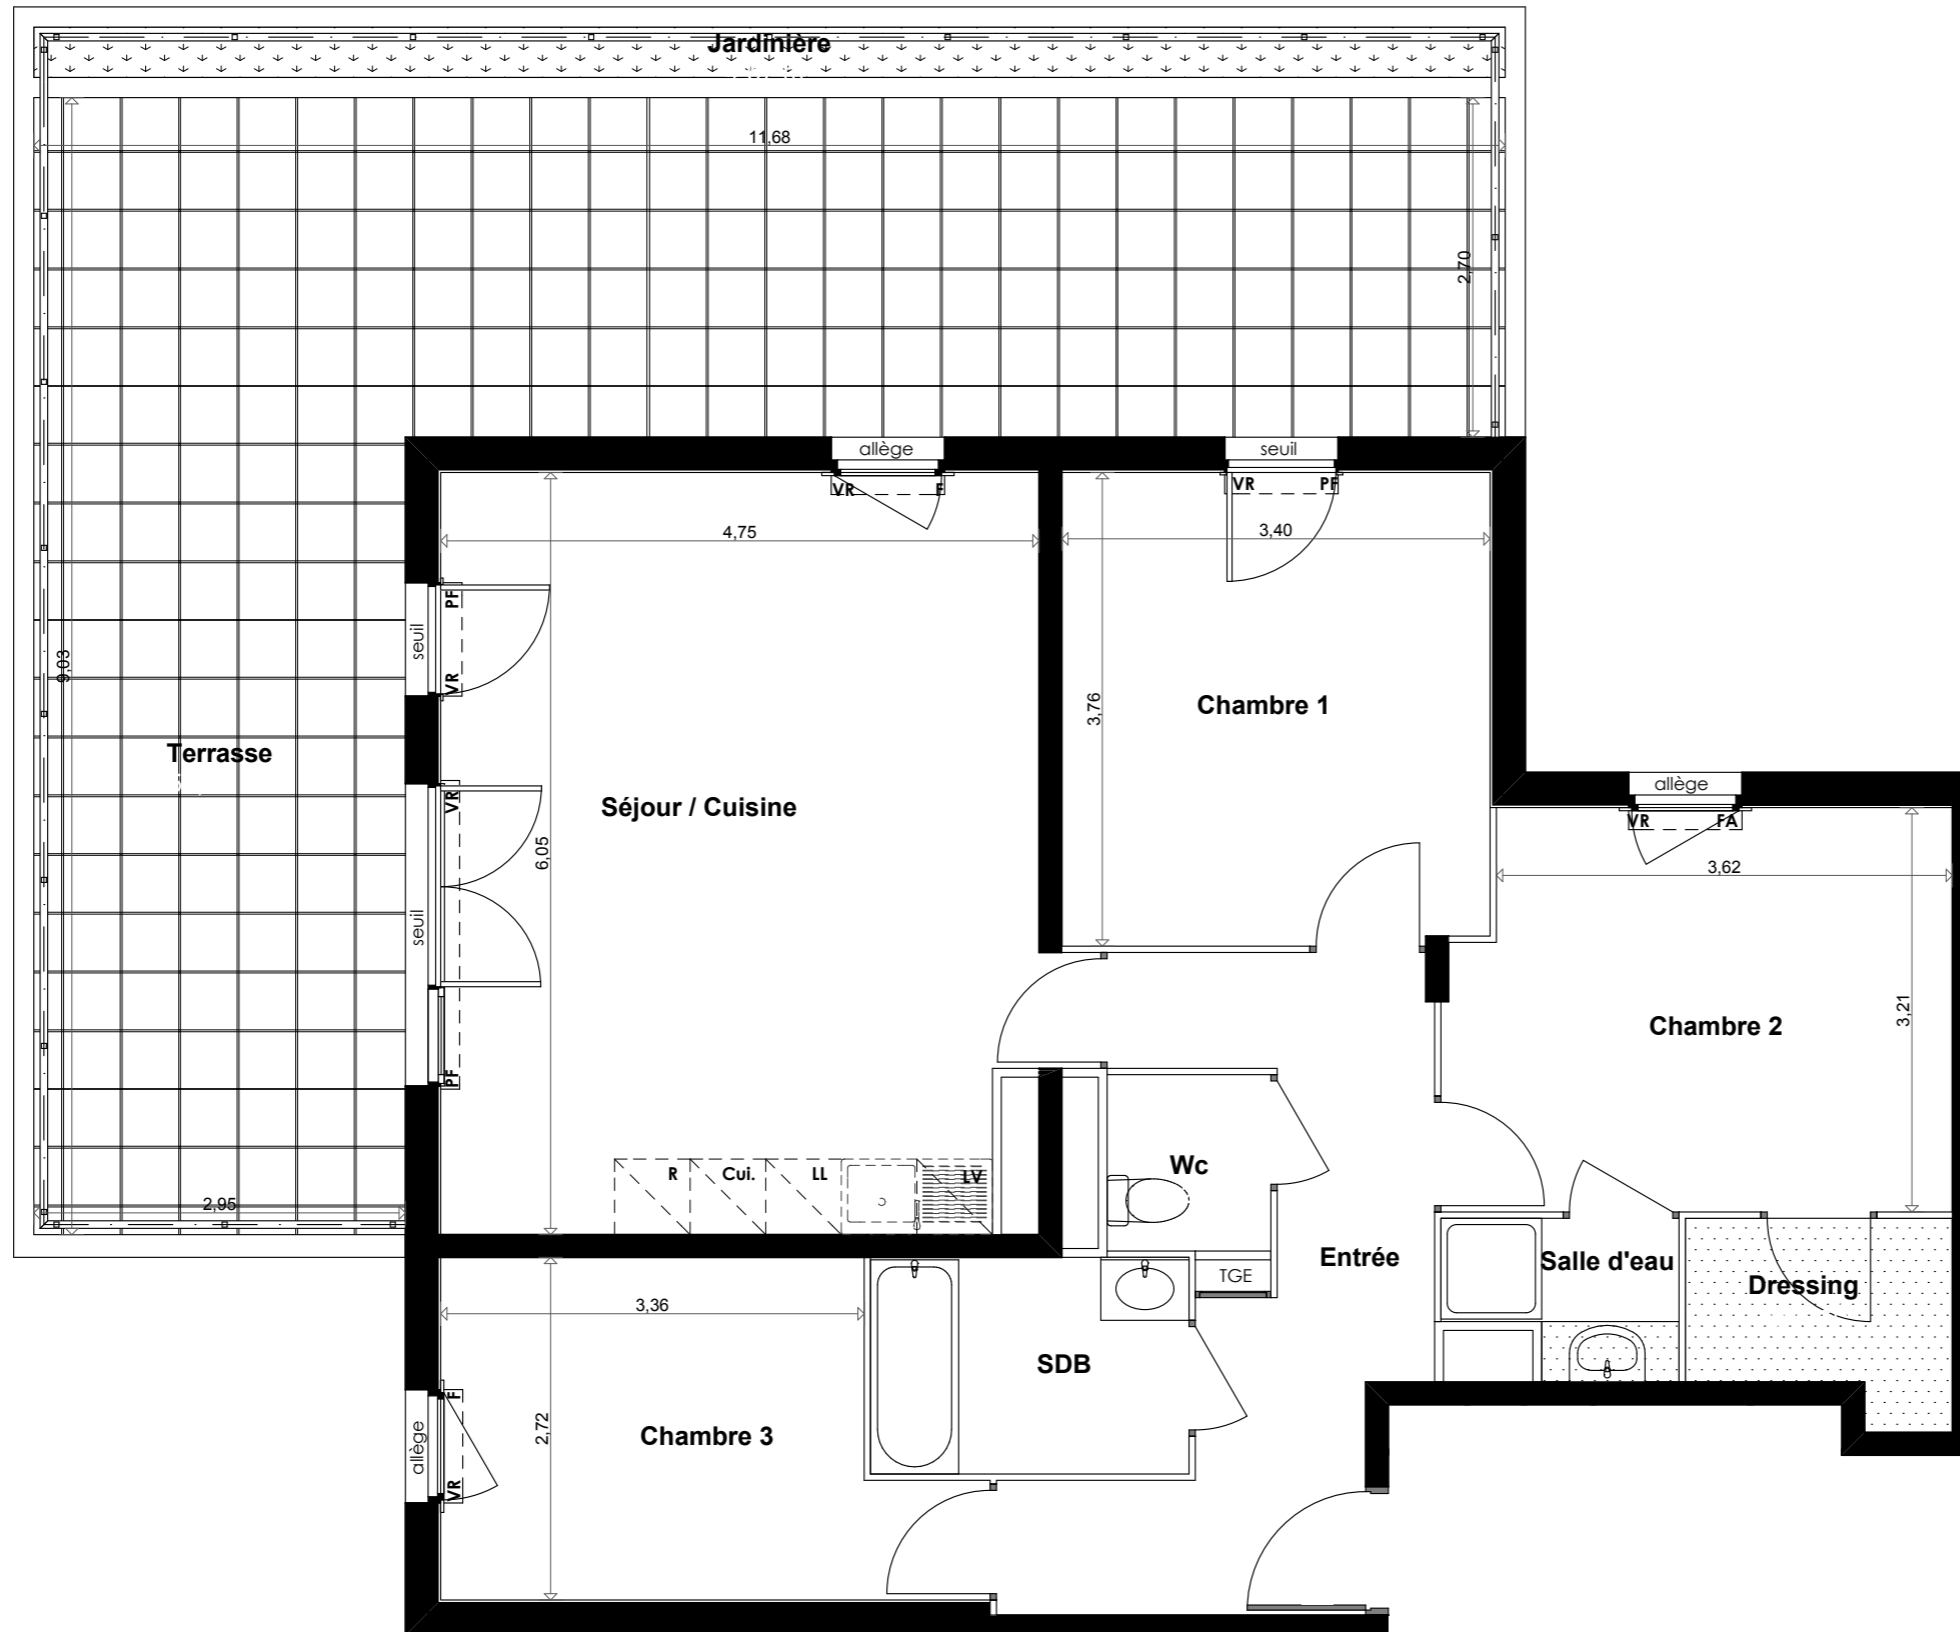 Jardinière
11,68
2,70
allège
seuil
VR F
VR PF
4,75
3,40
PF
seuil
VR
9,03
3,76
Chambre 1
Terrasse
allège
VR
Séjour / Cuisine
VR FA
6,05
3,62
seuil
3,21
Chambre 2
PF
R Cui. LL LV
Wc
2,95
Entrée
Salle d'eau
TGE
Dressing
3,36
SDB
F
allège
2,72
Chambre 3
VR